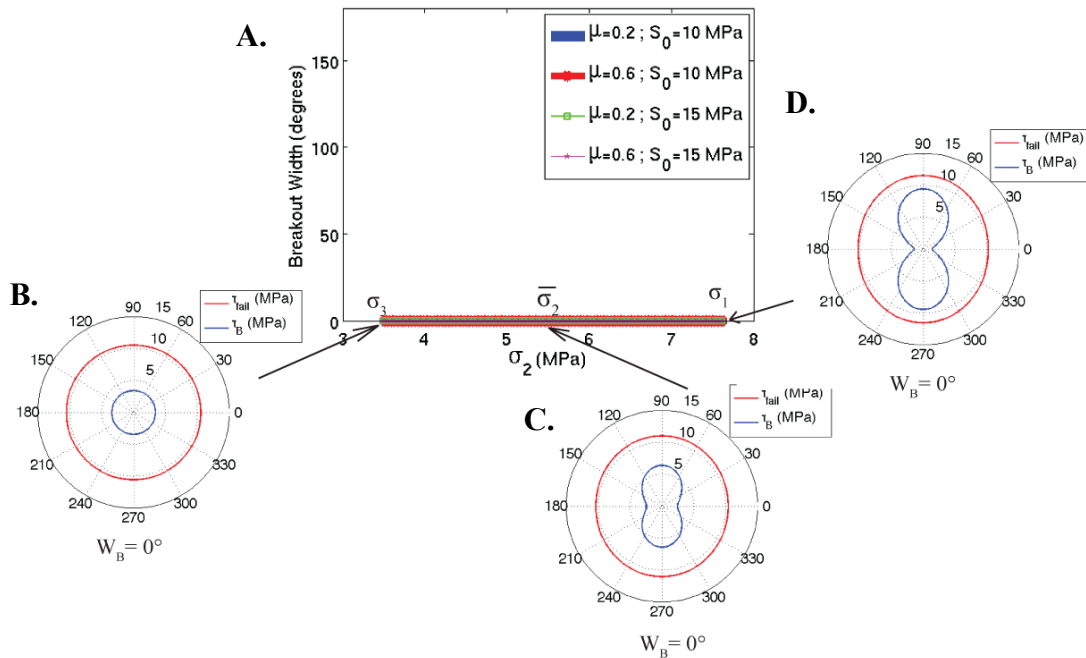 A.
Breakout Width (degrees)
150
100
50
0
3
4
5
6
7
8
σ₂ (MPa)
μ=0.2 ; S₀=10 MPa
μ=0.6 ; S₀=10 MPa
μ=0.2 ; S₀=15 MPa
μ=0.6 ; S₀=15 MPa
σ₃
σ̄₂
σ₁
B.
τfail (MPa)
τB (MPa)
90
15
120
60
10
150
30
5
180
0
210
330
240
300
270
W_B= 0°
C.
τfail (MPa)
τB (MPa)
90
15
120
60
10
150
30
5
180
0
210
330
240
300
270
W_B= 0°
D.
τfail (MPa)
τB (MPa)
90
15
120
60
10
150
30
5
180
0
210
330
240
300
270
W_B= 0°